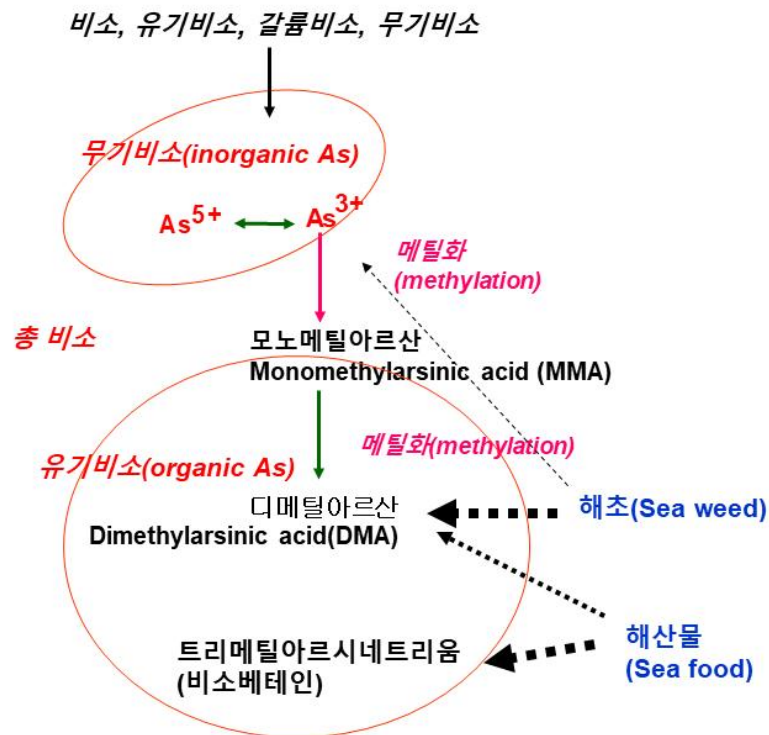 비소, 유기비소, 갈륨비소, 무기비소
무기비소(inorganic As)
As5+
As3+
메틸화
(methylation)
총 비소
모노메틸아르산
Monomethylarsinic acid (MMA)
메틸화(methylation)
유기비소(organic As)
디메틸아르산
Dimethylarsinic acid(DMA)
해초(Sea weed)
트리메틸아르시네트리움
(비소베테인)
해산물
(Sea food)